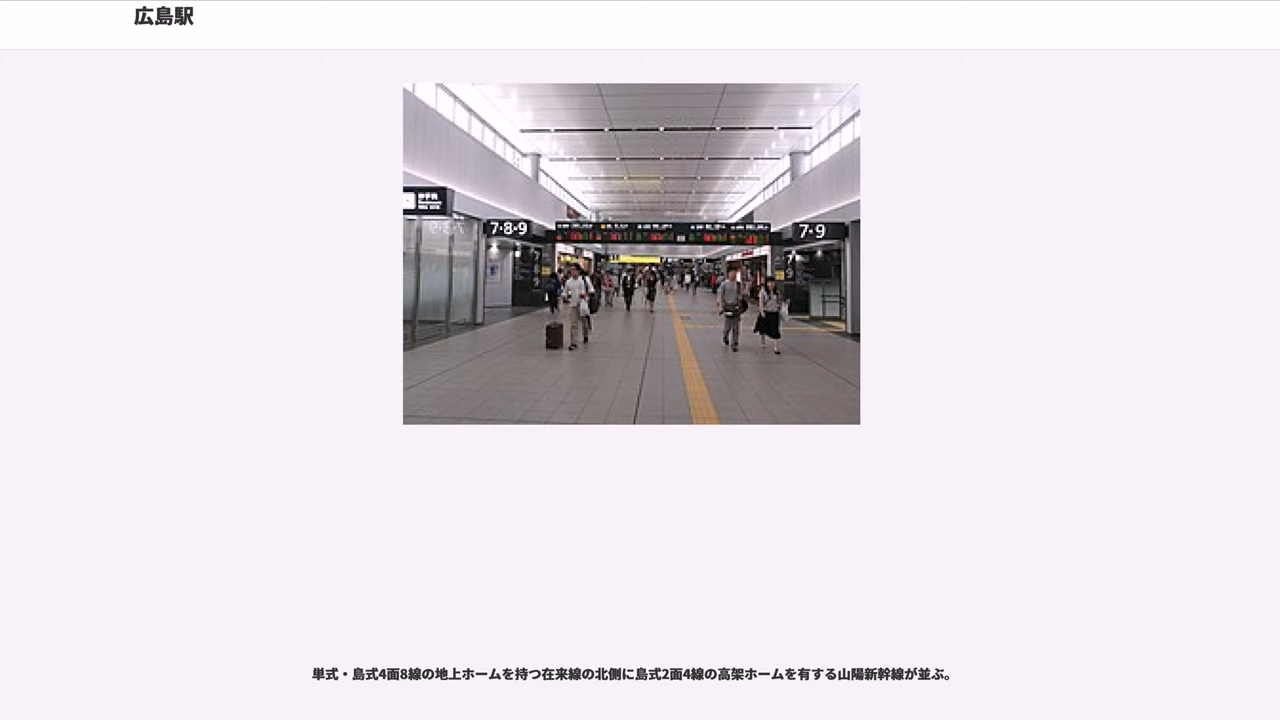 広島駅
7・8・9
7・9
単式・島式4面8線の地上ホームを持つ在来線の北側に島式2面4線の高架ホームを有する山陽新幹線が並ぶ。